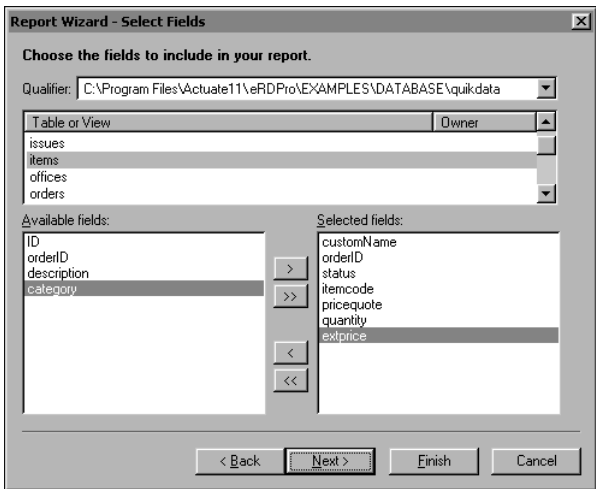 Report Wizard - Select Fields
Choose the fields to include in your report.
Qualifier: C:\Program Files\Actuate11\eRDPro\EXAMPLES\DATABASE\quikdata
Table or View Owner
issues
items
offices
orders
Available fields:
ID
orderID
description
category
>
>>
<
<<
Selected fields:
customName
orderID
status
itemcode
pricequote
quantity
extprice
< Back Next > Finish Cancel